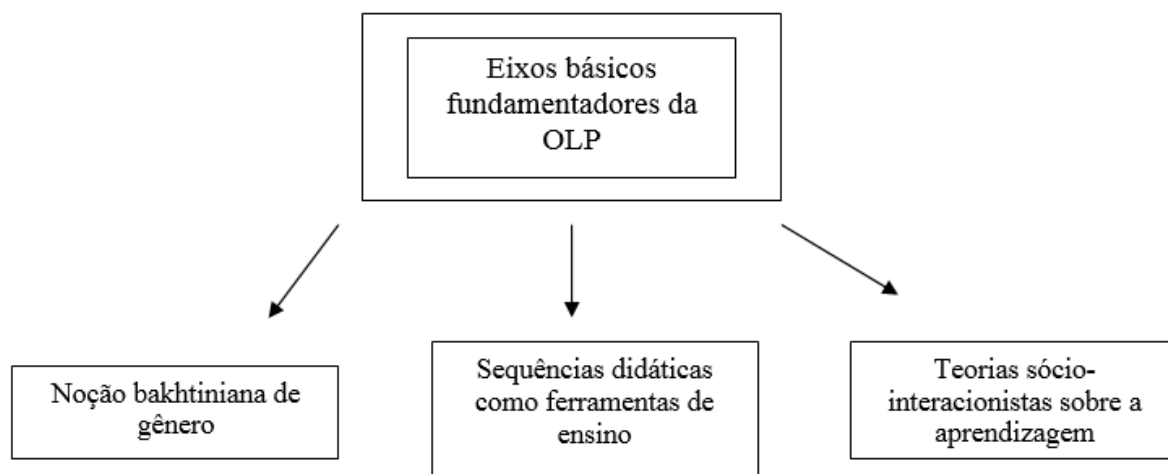 Eixos básicos
fundamentadores da
OLP
Noção bakhtiniana de
gênero
Sequências didáticas
como ferramentas de
ensino
Teorias sócio-
interacionistas sobre a
aprendizagem